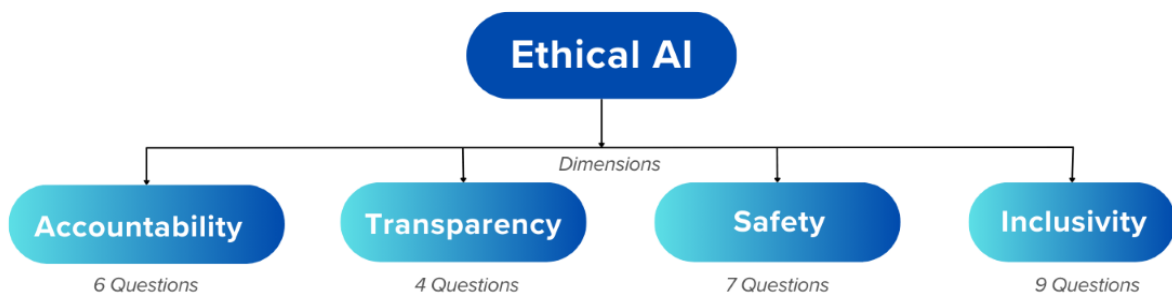 Ethical AI
Dimensions
Accountability
Transparency
Safety
Inclusivity
6 Questions
4 Questions
7 Questions
9 Questions